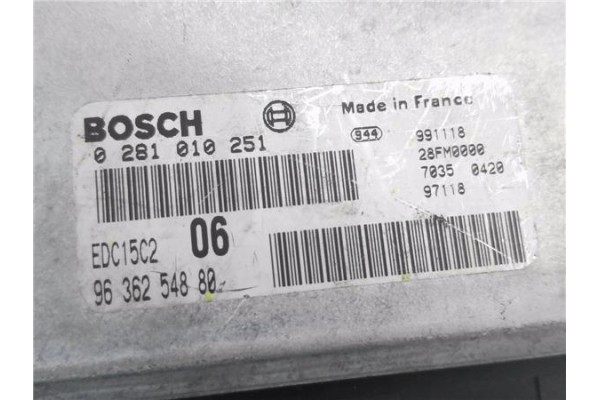 BOSCH
0 281 010 251
Made in France
944
991118
28FM0000
7035 0420
97118
EDC15C2
06
96 362 548 80